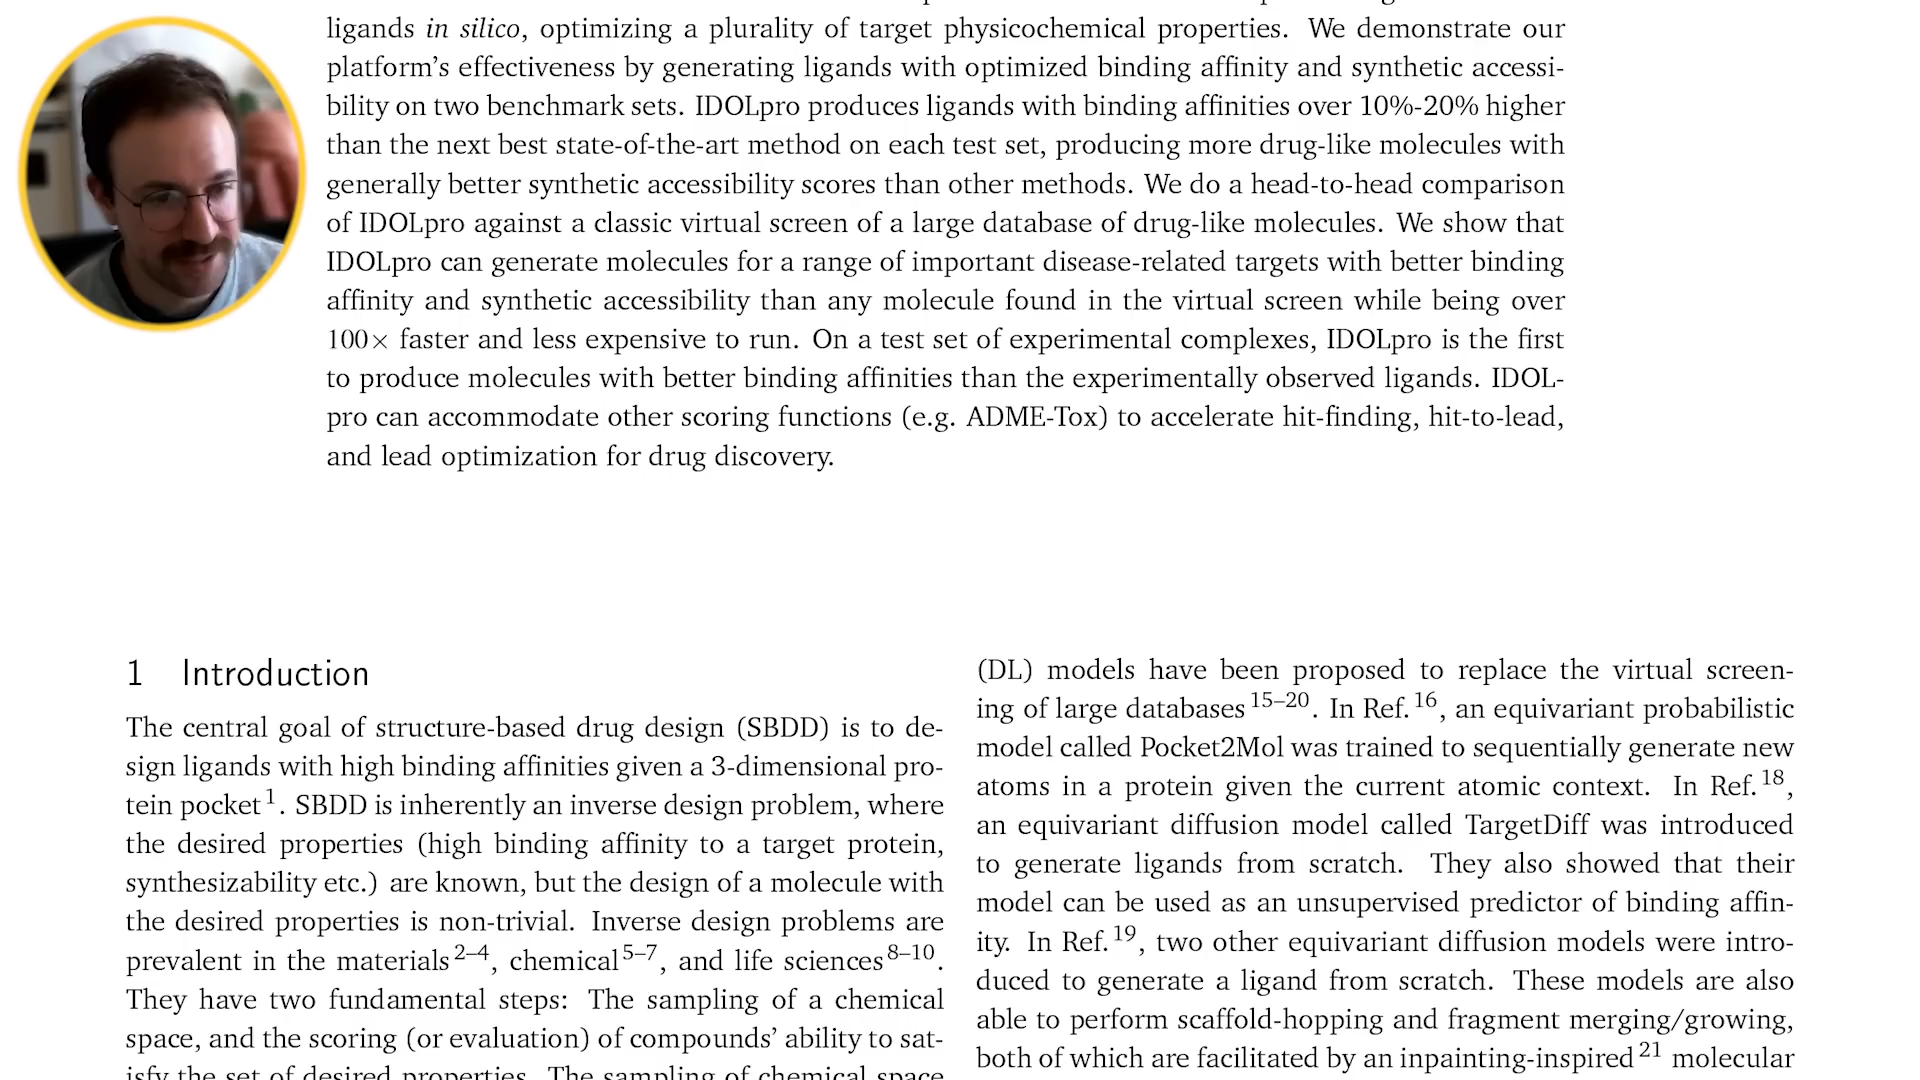 ligands in silico, optimizing a plurality of target physicochemical properties. We demonstrate our
platform's effectiveness by generating ligands with optimized binding affinity and synthetic accessi-
bility on two benchmark sets. IDOLpro produces ligands with binding affinities over 10%-20% higher
than the next best state-of-the-art method on each test set, producing more drug-like molecules with
generally better synthetic accessibility scores than other methods. We do a head-to-head comparison
of IDOLpro against a classic virtual screen of a large database of drug-like molecules. We show that
IDOLpro can generate molecules for a range of important disease-related targets with better binding
affinity and synthetic accessibility than any molecule found in the virtual screen while being over
100× faster and less expensive to run. On a test set of experimental complexes, IDOLpro is the first
to produce molecules with better binding affinities than the experimentally observed ligands. IDOL-
pro can accommodate other scoring functions (e.g. ADME-Tox) to accelerate hit-finding, hit-to-lead,
and lead optimization for drug discovery.
1 Introduction
The central goal of structure-based drug design (SBDD) is to de-
sign ligands with high binding affinities given a 3-dimensional pro-
tein pocket1. SBDD is inherently an inverse design problem, where
the desired properties (high binding affinity to a target protein,
synthesizability etc.) are known, but the design of a molecule with
the desired properties is non-trivial. Inverse design problems are
prevalent in the materials2–4, chemical5–7, and life sciences8–10.
They have two fundamental steps: The sampling of a chemical
space, and the scoring (or evaluation) of compounds' ability to sat-
isfy the set of desired properties. The sampling of chemical space
(DL) models have been proposed to replace the virtual screen-
ing of large databases15–20. In Ref.16, an equivariant probabilistic
model called Pocket2Mol was trained to sequentially generate new
atoms in a protein given the current atomic context. In Ref.18,
an equivariant diffusion model called TargetDiff was introduced
to generate ligands from scratch. They also showed that their
model can be used as an unsupervised predictor of binding affin-
ity. In Ref.19, two other equivariant diffusion models were intro-
duced to generate a ligand from scratch. These models are also
able to perform scaffold-hopping and fragment merging/growing,
both of which are facilitated by an inpainting-inspired21 molecular